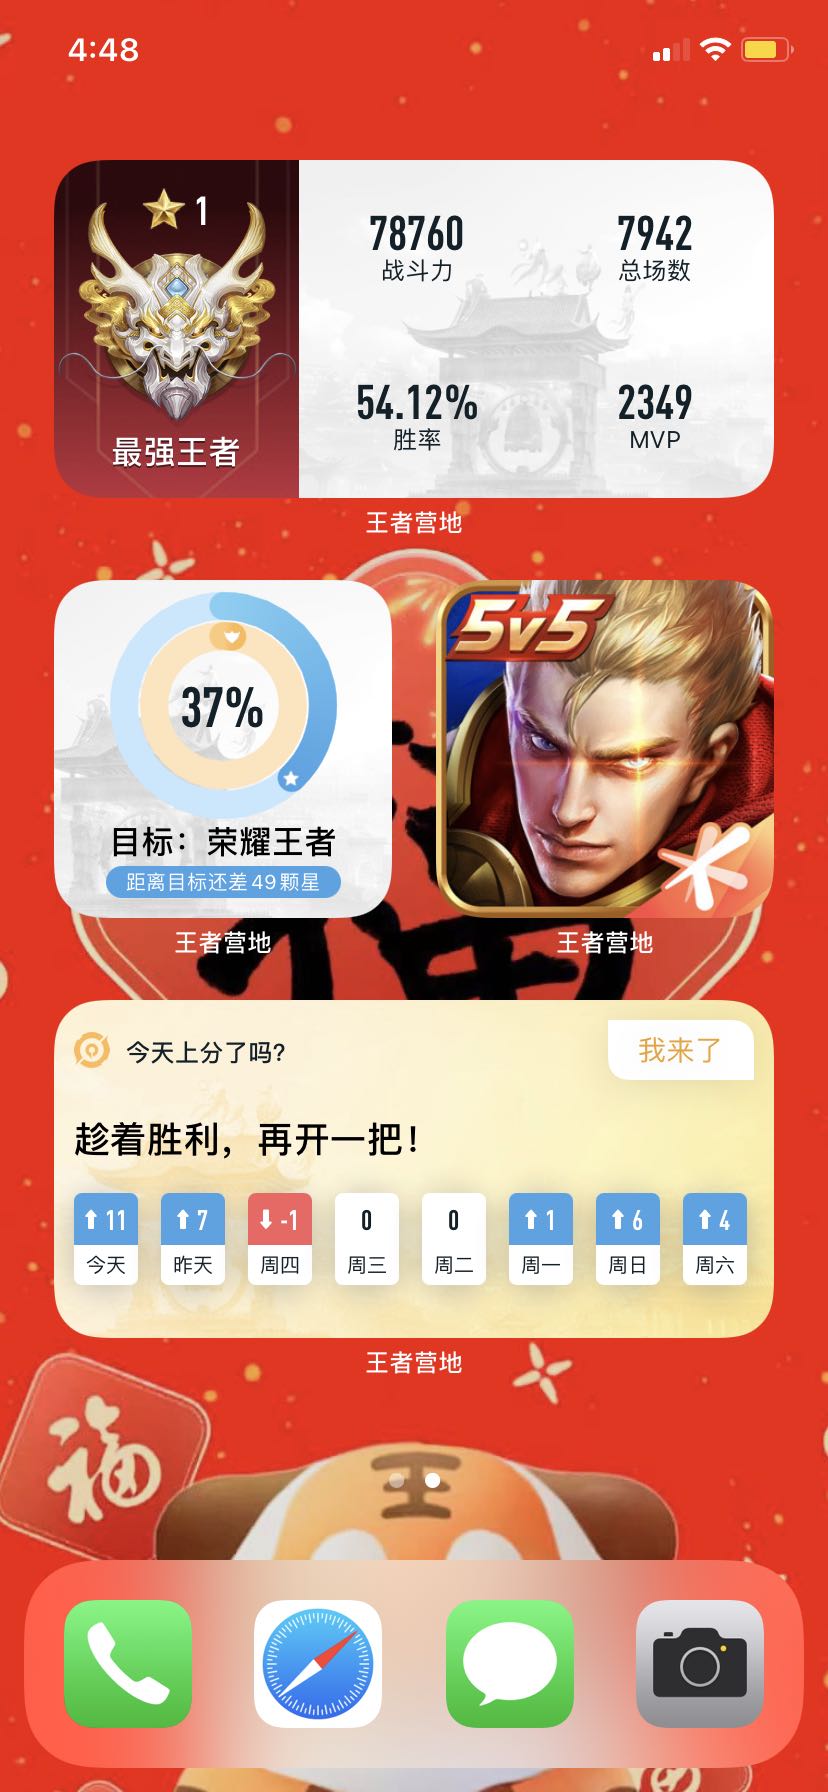 4:48
1
最强王者
78760
战斗力
7942
总场数
54.12%
胜率
2349
MVP
王者营地
37%
目标：荣耀王者
距离目标还差49颗星
王者营地
5v5
王者营地
今天上分了吗?
我来了
趁着胜利，再开一把！
11
今天
7
昨天
-1
周四
0
周三
0
周二
1
周一
6
周日
4
周六
王者营地
福
王